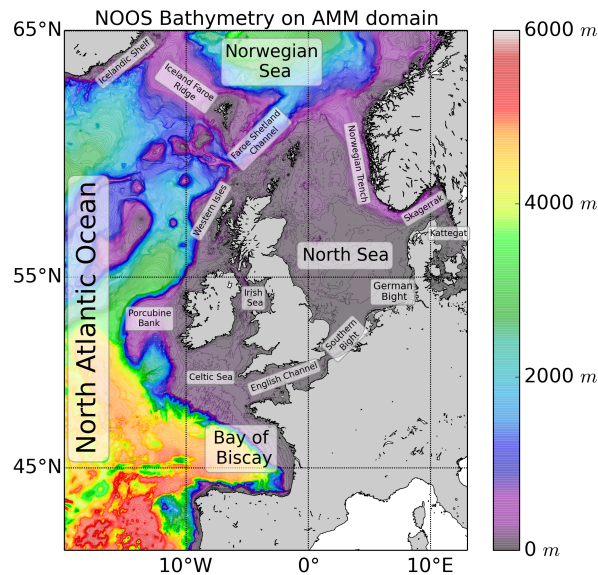 NOOS Bathymetry on AMM domain
65°N
55°N
45°N
10°W
0°
10°E
6000 m
4000 m
2000 m
0 m
Icelandic Shelf
Norwegian
Sea
Iceland Faroe
Ridge
Faroe Shetland
Channel
Norwegian Trench
Western Isles
Skagerrak
Kattegat
North Atlantic Ocean
North Sea
German
Bight
Irish
Sea
Porcubine
Bank
Southern
Bight
Celtic Sea
English Channel
Bay of
Biscay